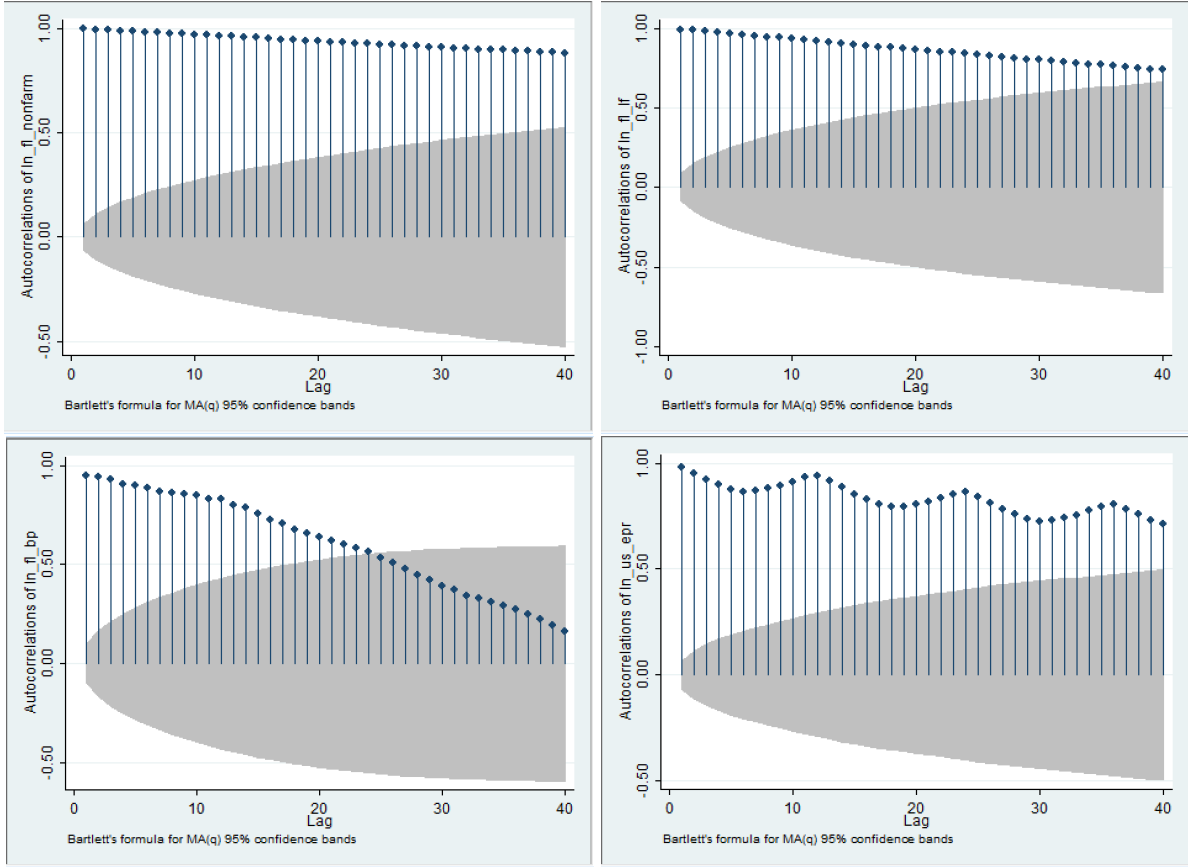 Autocorrelations of ln_fl_nonfarm
1.00
0.50
0.00
-0.50
0 10 20 30 40
Lag
Bartlett's formula for MA(q) 95% confidence bands
Autocorrelations of ln_fl_lf
1.00
0.50
0.00
-0.50
-1.00
0 10 20 30 40
Lag
Bartlett's formula for MA(q) 95% confidence bands
Autocorrelations of ln_fl_bp
1.00
0.50
0.00
-0.50
0 10 20 30 40
Lag
Bartlett's formula for MA(q) 95% confidence bands
Autocorrelations of ln_us_epr
1.00
0.50
0.00
-0.50
0 10 20 30 40
Lag
Bartlett's formula for MA(q) 95% confidence bands